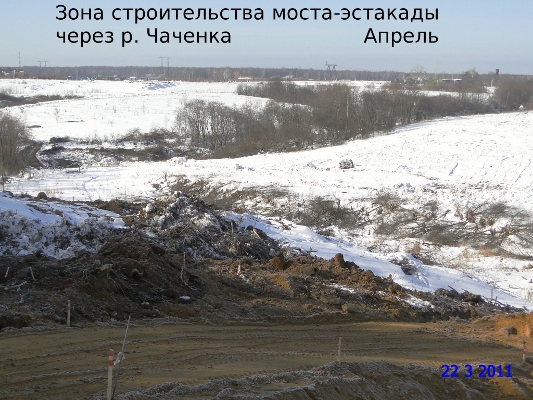 Зона строительства моста-эстакады
через р. Чаченка Апрель
22 3 2011